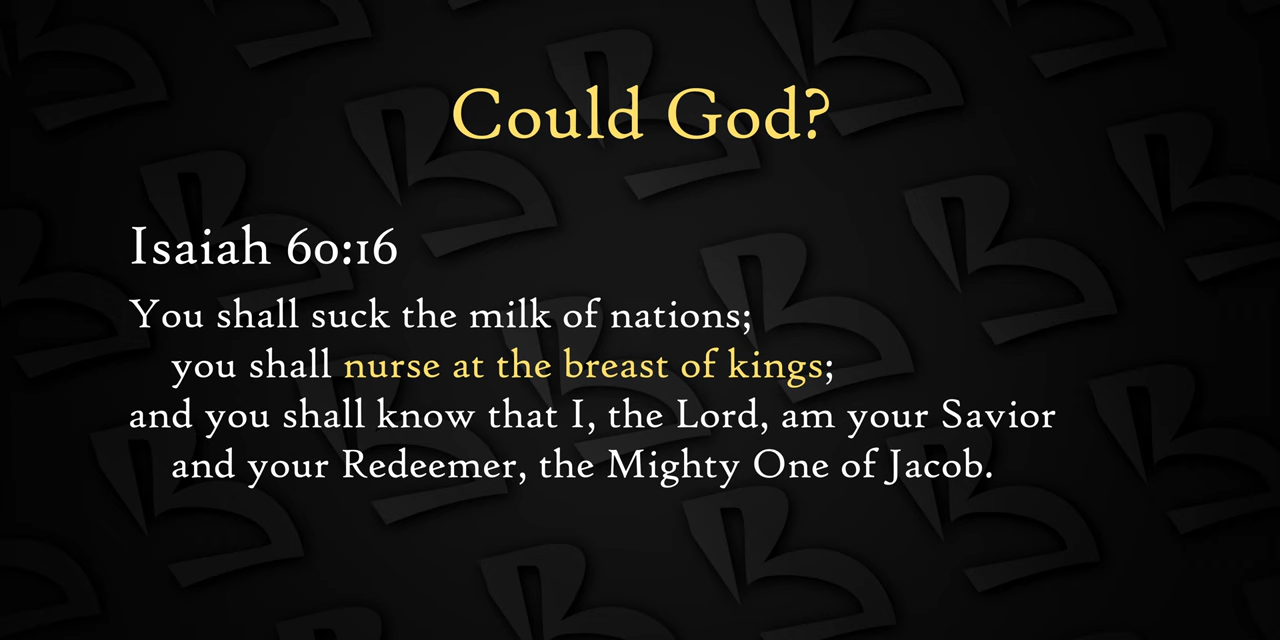 Could God?
Isaiah 60:16
You shall suck the milk of nations;
you shall nurse at the breast of kings;
and you shall know that I, the Lord, am your Savior
and your Redeemer, the Mighty One of Jacob.